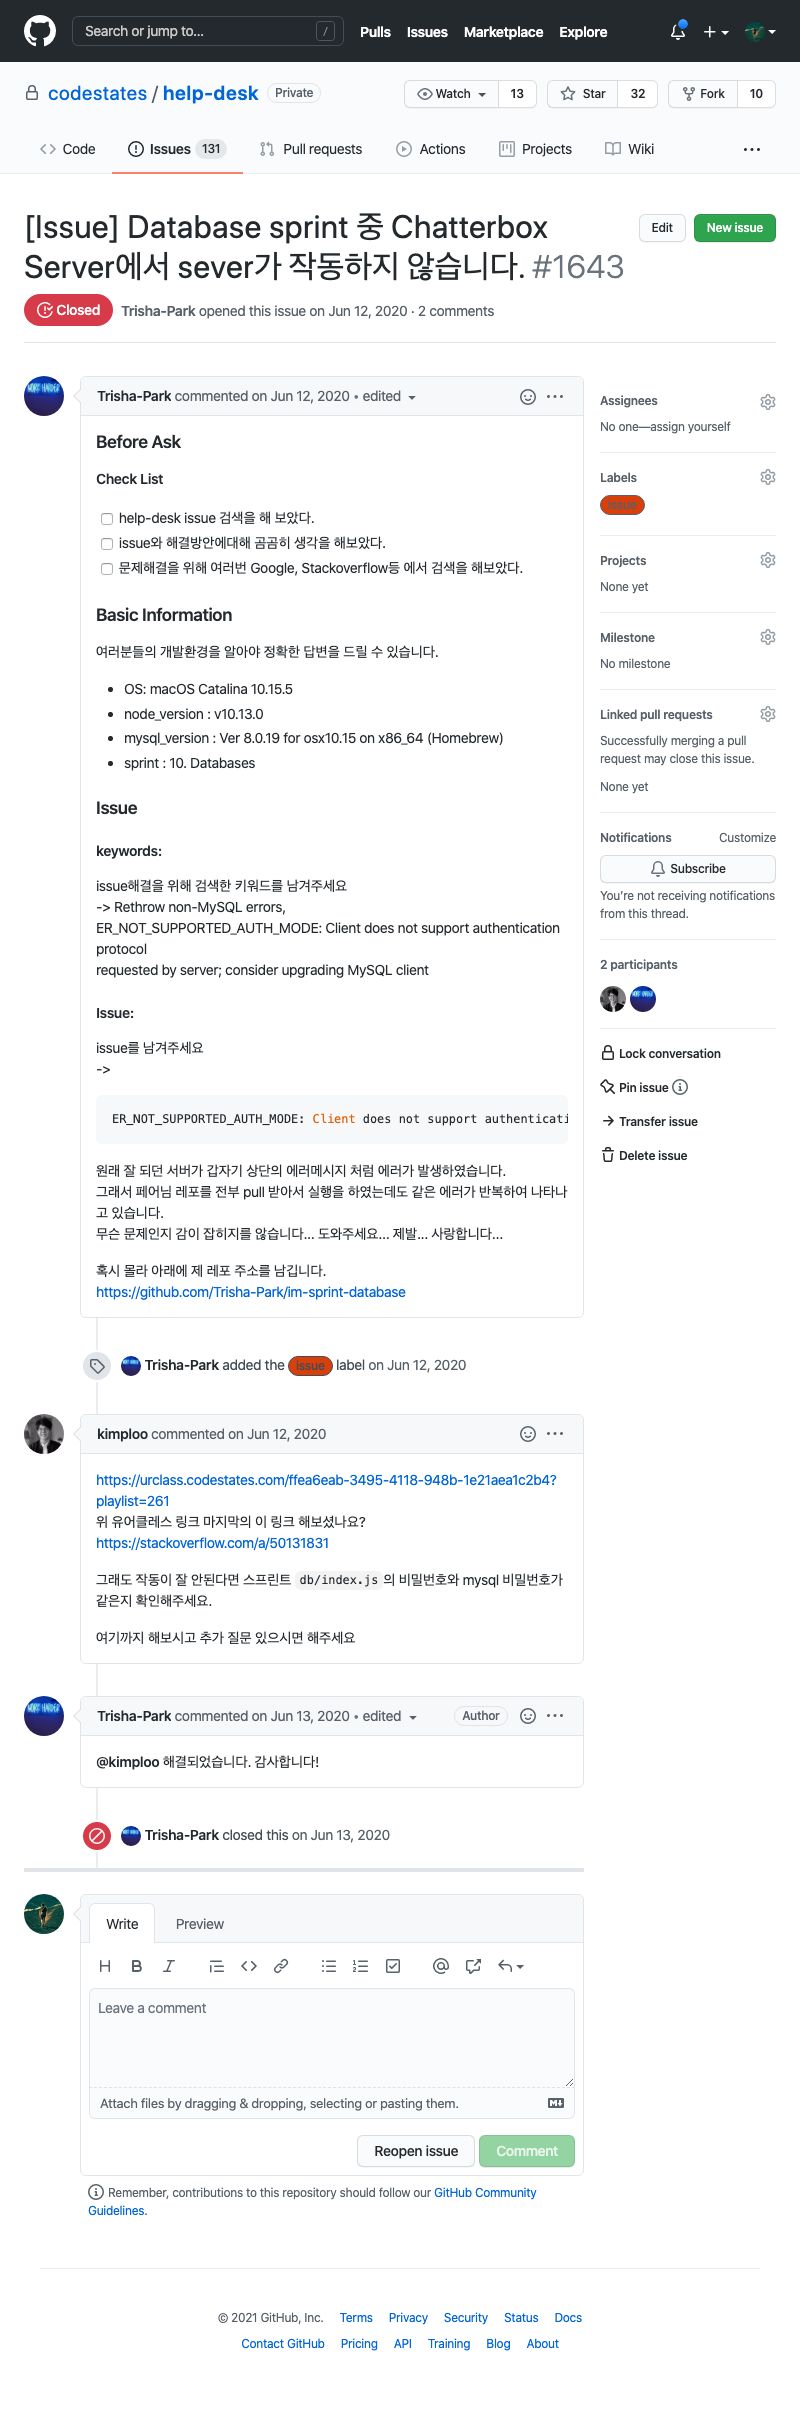 Search or jump to... /
Pulls Issues Marketplace Explore
codestates / help-desk Private
Watch 13 Star 32 Fork 10
Code Issues 131 Pull requests Actions Projects Wiki ...
[Issue] Database sprint 중 Chatterbox
Server에서 sever가 작동하지 않습니다. #1643
Edit New issue
Closed Trisha-Park opened this issue on Jun 12, 2020 · 2 comments
Trisha-Park commented on Jun 12, 2020 • edited
Before Ask
Check List
help-desk issue 검색을 해 보았다.
issue와 해결방안에대해 곰곰히 생각을 해보았다.
문제해결을 위해 여러번 Google, Stackoverflow등 에서 검색을 해보았다.
Basic Information
여러분들의 개발환경을 알아야 정확한 답변을 드릴 수 있습니다.
• OS: macOS Catalina 10.15.5
• node_version : v10.13.0
• mysql_version : Ver 8.0.19 for osx10.15 on x86_64 (Homebrew)
• sprint : 10. Databases
Issue
keywords:
issue해결을 위해 검색한 키워드를 남겨주세요
-> Rethrow non-MySQL errors,
ER_NOT_SUPPORTED_AUTH_MODE: Client does not support authentication
protocol
requested by server; consider upgrading MySQL client
Issue:
issue를 남겨주세요
->
ER_NOT_SUPPORTED_AUTH_MODE: Client does not support authenticati
원래 잘 되던 서버가 갑자기 상단의 에러메시지 처럼 에러가 발생하였습니다.
그래서 페어님 레포를 전부 pull 받아서 실행을 하였는데도 같은 에러가 반복하여 나타나
고 있습니다.
무슨 문제인지 감이 잡히지를 않습니다... 도와주세요... 제발... 사랑합니다...
혹시 몰라 아래에 제 레포 주소를 남깁니다.
https://github.com/Trisha-Park/im-sprint-database
Trisha-Park added the issue label on Jun 12, 2020
kimploo commented on Jun 12, 2020
https://urclass.codestates.com/ffea6eab-3495-4118-948b-1e21aea1c2b4?
playlist=261
위 유어클레스 링크 마지막의 이 링크 해보셨나요?
https://stackoverflow.com/a/50131831
그래도 작동이 잘 안된다면 스프린트 db/index.js 의 비밀번호와 mysql 비밀번호가
같은지 확인해주세요.
여기까지 해보시고 추가 질문 있으시면 해주세요
Trisha-Park commented on Jun 13, 2020 • edited Author
@kimploo 해결되었습니다. 감사합니다!
Trisha-Park closed this on Jun 13, 2020
Write Preview
Leave a comment
Attach files by dragging & dropping, selecting or pasting them.
Reopen issue Comment
Remember, contributions to this repository should follow our GitHub Community
Guidelines.
Assignees
No one—assign yourself
Labels
issue
Projects
None yet
Milestone
No milestone
Linked pull requests
Successfully merging a pull
request may close this issue.
None yet
Notifications Customize
Subscribe
You're not receiving notifications
from this thread.
2 participants
Lock conversation
Pin issue
Transfer issue
Delete issue
© 2021 GitHub, Inc. Terms Privacy Security Status Docs
Contact GitHub Pricing API Training Blog About